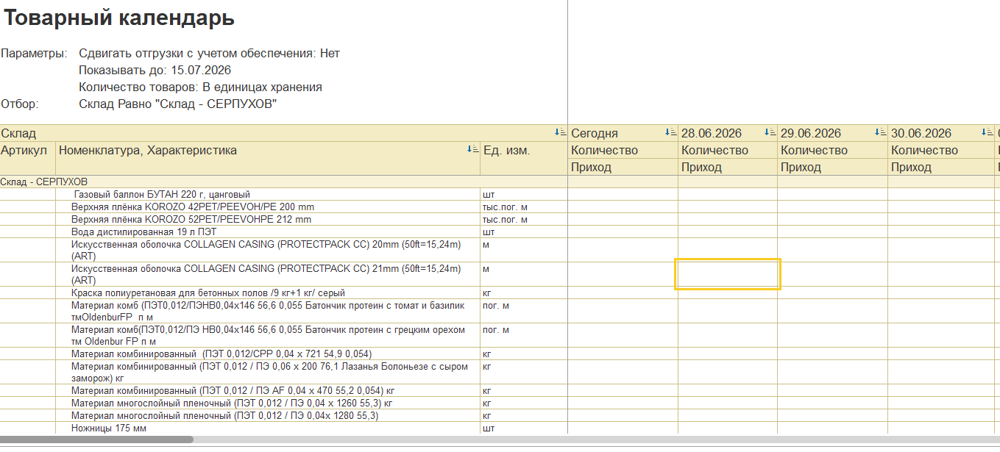 Товарный календарь
Параметры: Сдвигать отгрузки с учетом обеспечения: Нет
Показывать до: 15.07.2026
Количество товаров: В единицах хранения
Отбор: Склад Равно "Склад - СЕРПУХОВ"
Склад Сегодня 28.06.2026 29.06.2026 30.06.2026
Артикул Номенклатура, Характеристика Ед. изм. Количество Количество Количество Количество
Приход Приход Приход Приход
Склад - СЕРПУХОВ
Газовый баллон БУТАН 220 г, цанговый шт
Верхняя плёнка KOROZO 42PET/PEEVOH/PE 200 mm тыс.пог. м
Верхняя плёнка KOROZO 52PET/PEEVOHPE 212 mm тыс.пог. м
Вода дистилированная 19 л ПЭТ шт
Искусственная оболочка COLLAGEN CASING (PROTECTPACK CC) 20mm (50ft=15,24m) м
(ART)
Искусственная оболочка COLLAGEN CASING (PROTECTPACK CC) 21mm (50ft=15,24m) м
(ART)
Краска полиуретановая для бетонных полов /9 кг+1 кг/ серый кг
Материал комб (ПЭТ0,012/ПЭНВ0,04х146 56,6 0,055 Батончик протеин с томат и базилик пог. м
тмOldenburFP п м
Материал комб(ПЭТ0,012/ПЭ НВ0,04х146 56,6 0,055 Батончик протеин с грецким орехом пог. м
тм Oldenbur FP п м
Материал комбинированный (ПЭТ 0,012/СРР 0,04 х 721 54,9 0,054) кг
Материал комбинированный (ПЭТ 0,012 / ПЭ 0,06 х 200 76,1 Лазанья Болоньезе с сыром кг
заморож) кг
Материал комбинированный (ПЭТ 0,012 / ПЭ AF 0,04 х 470 55,2 0,054) кг кг
Материал многослойный пленочный (ПЭТ 0,012 / ПЭ 0,04 х 1260 55,3) кг кг
Материал многослойный пленочный (ПЭТ 0,012 / ПЭ 0,04х 1280 55,3) кг
Ножницы 175 мм шт